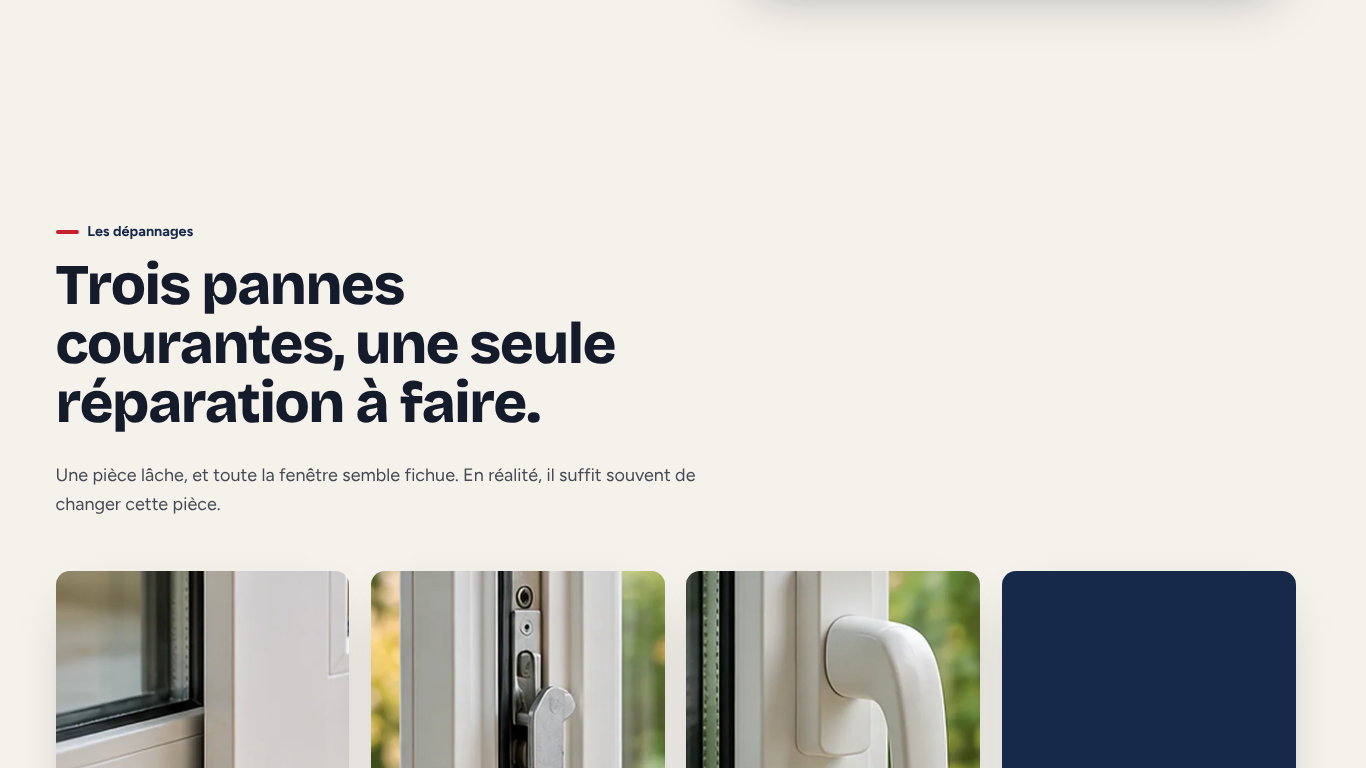 Les dépannages
Trois pannes
courantes, une seule
réparation à faire.
Une pièce lâche, et toute la fenêtre semble fichue. En réalité, il suffit souvent de
changer cette pièce.